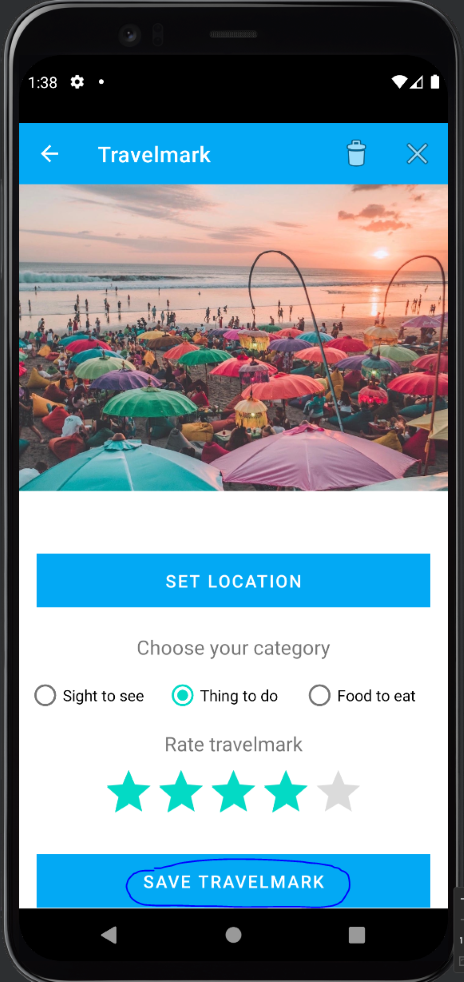 1:38
Travelmark
SET LOCATION
Choose your category
Sight to see Thing to do Food to eat
Rate travelmark
SAVE TRAVELMARK